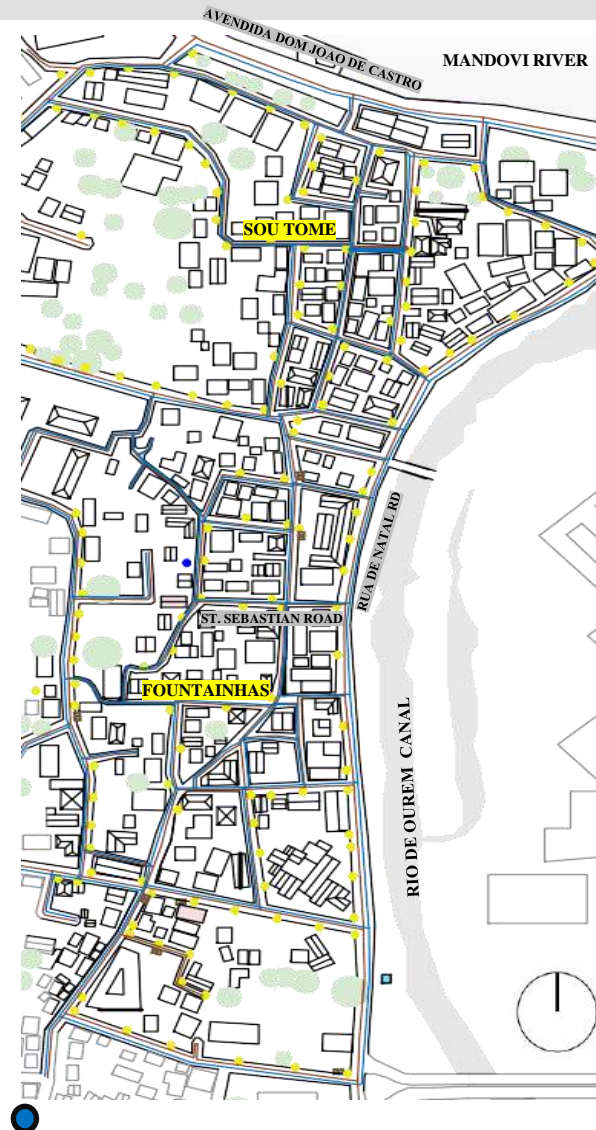 AVENDIDA DOM JOAO DE CASTRO
MANDOVI RIVER
SOU TOME
RUA DE NATAL RD
ST. SEBASTIAN ROAD
FOUNTAINHAS
RIO DE OUREM CANAL